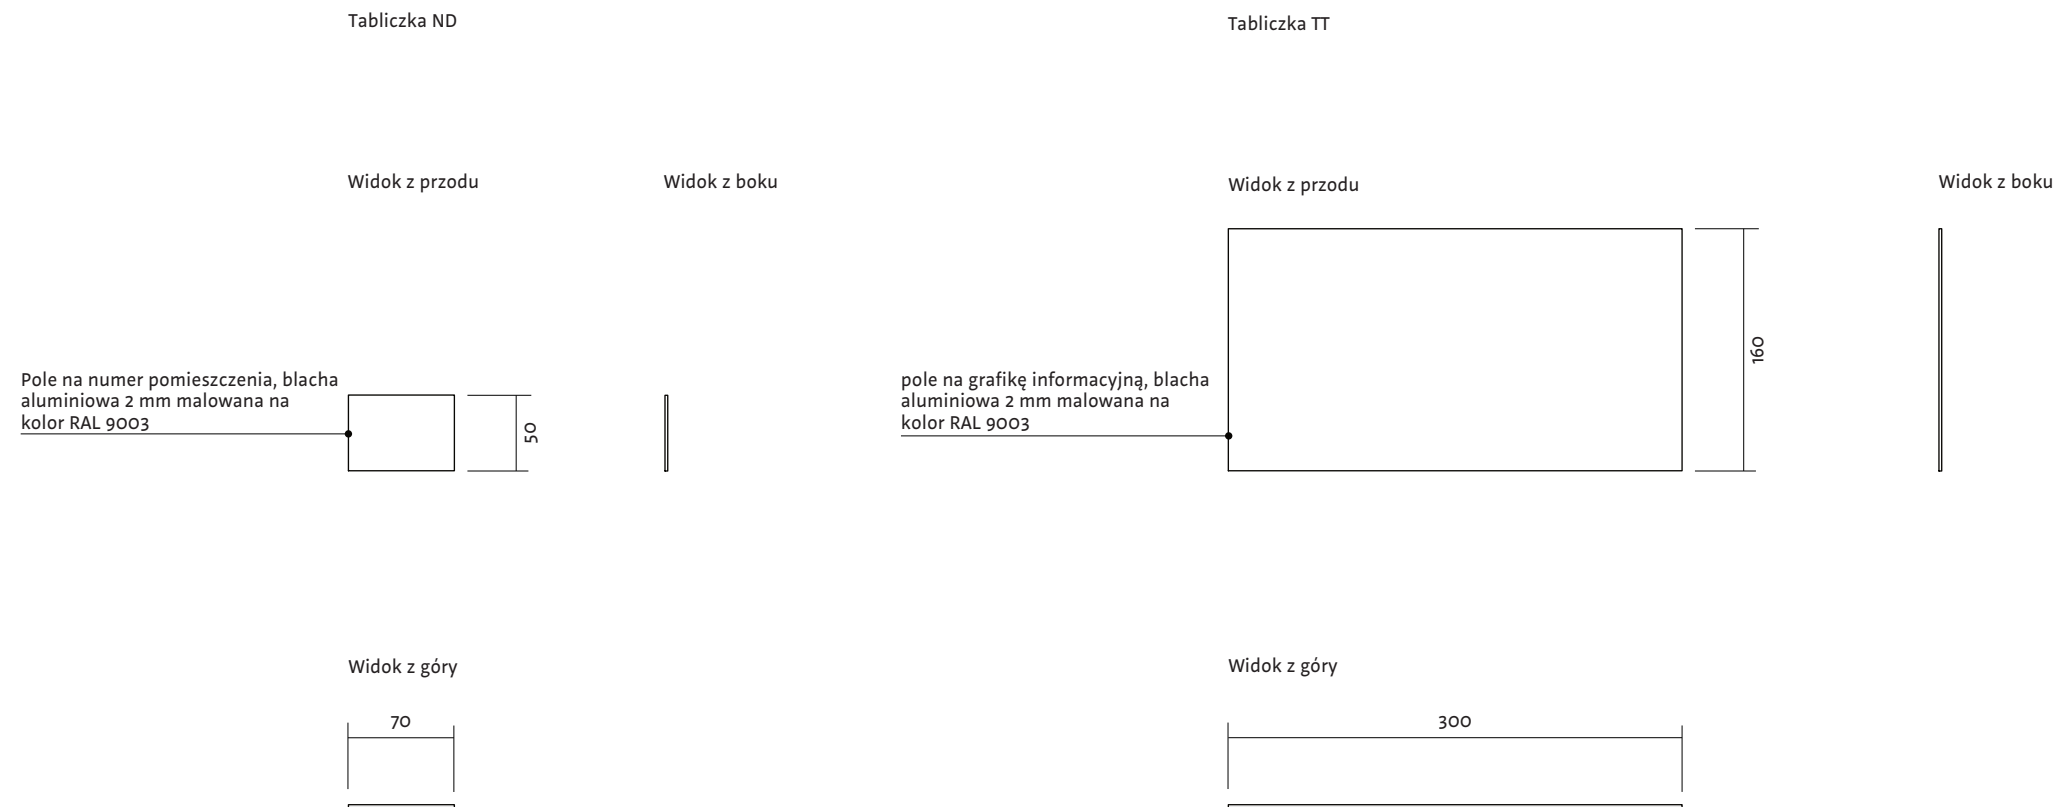 Tabliczka ND
Widok z przodu
Widok z boku
Pole na numer pomieszczenia, blacha
aluminiowa 2 mm malowana na
kolor RAL 9003
50
Widok z góry
70
Tabliczka TT
Widok z przodu
Widok z boku
pole na grafikę informacyjną, blacha
aluminiowa 2 mm malowana na
kolor RAL 9003
160
Widok z góry
300